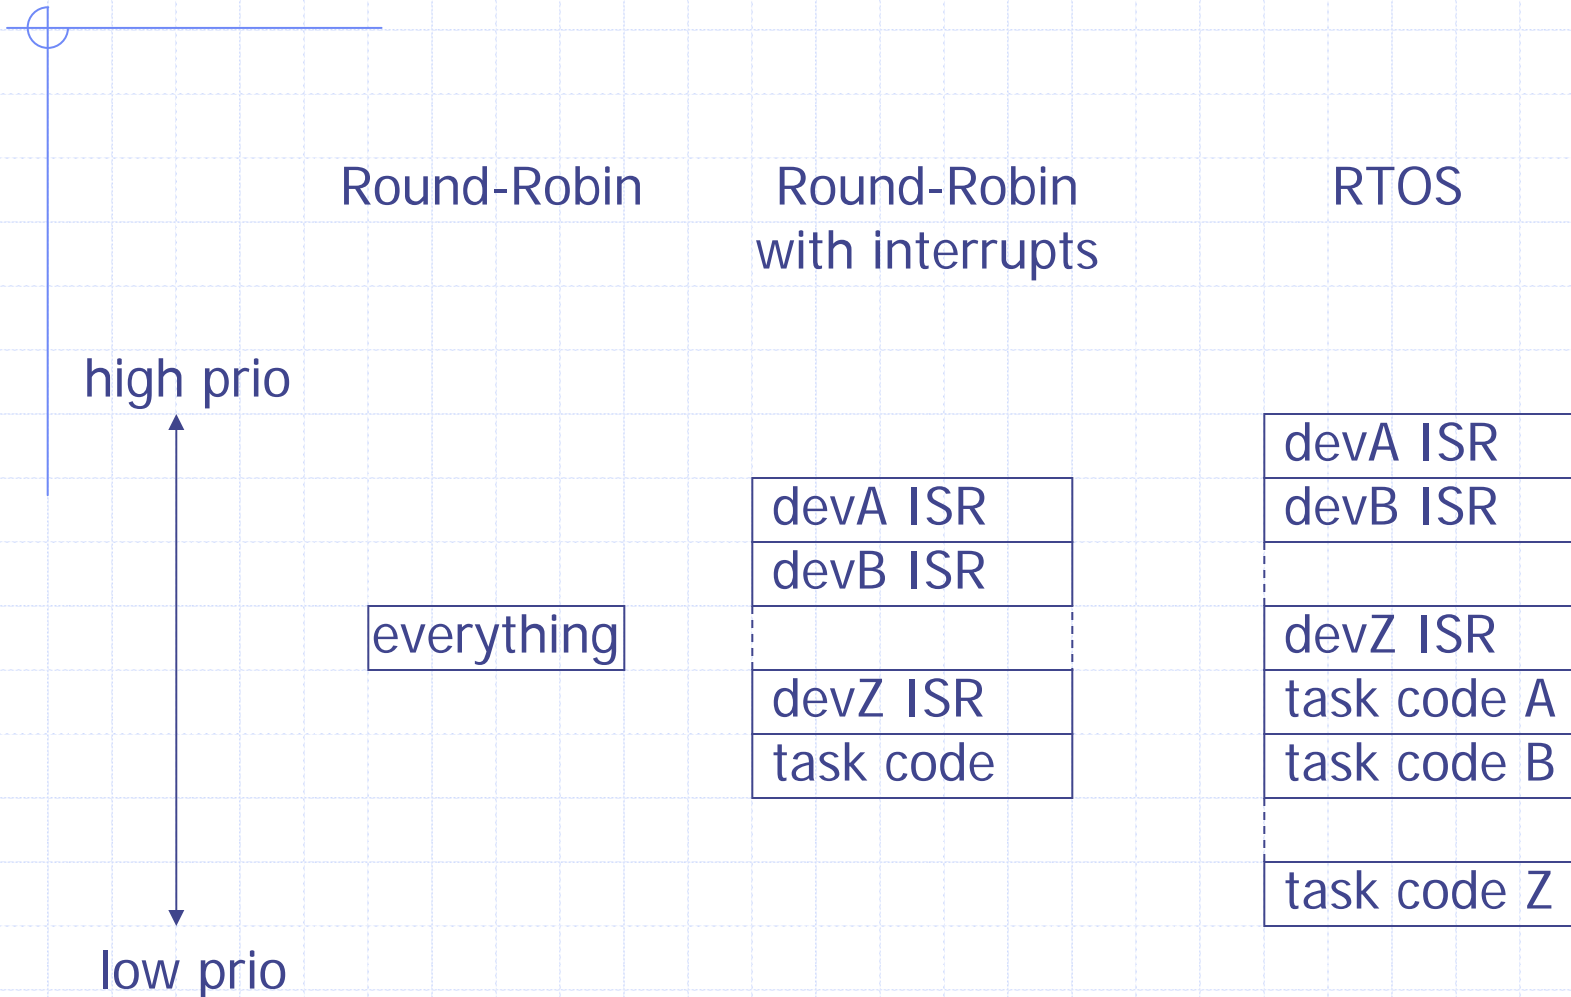 Round-Robin
Round-Robin
with interrupts
RTOS
high prio
low prio
everything
devA ISR
devB ISR
devZ ISR
task code
devA ISR
devB ISR
devZ ISR
task code A
task code B
task code Z